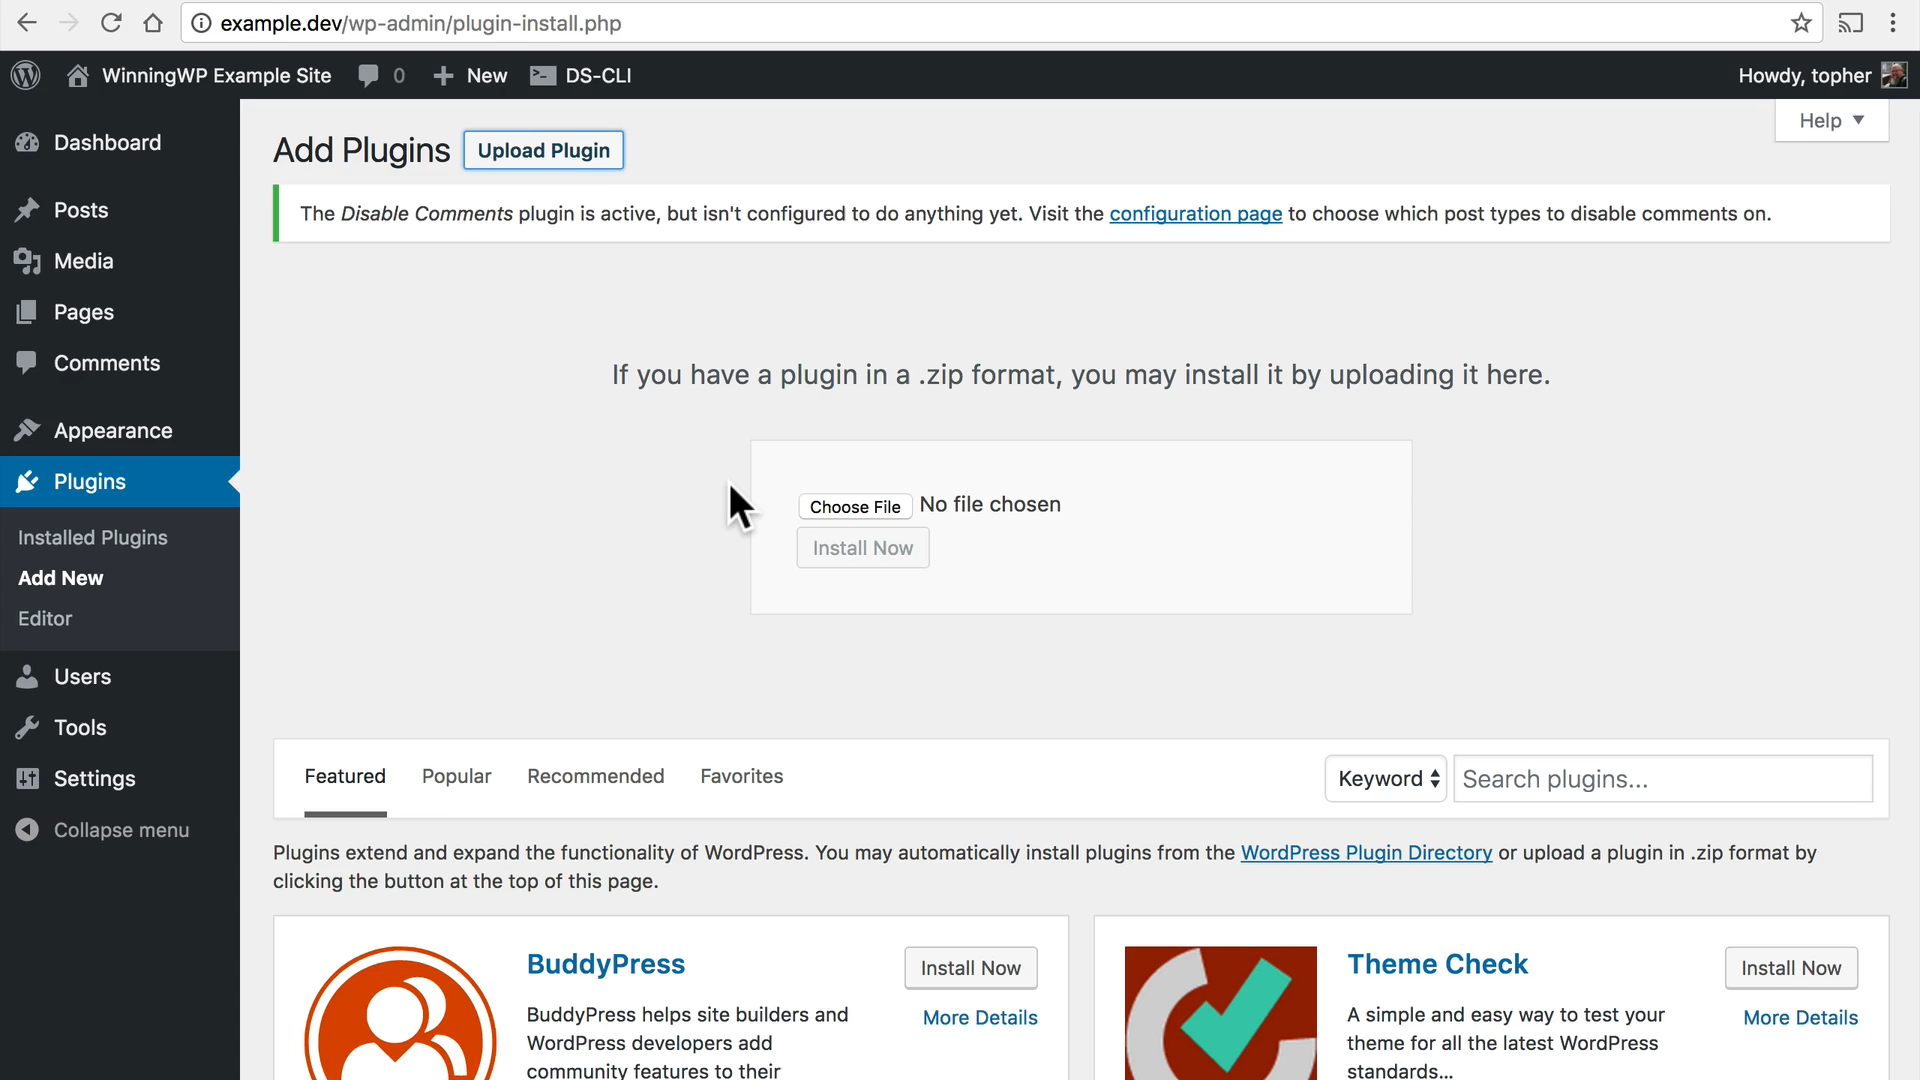 example.dev/wp-admin/plugin-install.php
WinningWP Example Site 0 New DS-CLI Howdy, topher
Help
Dashboard
Posts
Media
Pages
Comments
Appearance
Plugins
Installed Plugins
Add New
Editor
Users
Tools
Settings
Collapse menu
Add Plugins Upload Plugin
The Disable Comments plugin is active, but isn't configured to do anything yet. Visit the configuration page to choose which post types to disable comments on.
If you have a plugin in a .zip format, you may install it by uploading it here.
Choose File No file chosen
Install Now
Featured Popular Recommended Favorites Keyword Search plugins...
Plugins extend and expand the functionality of WordPress. You may automatically install plugins from the WordPress Plugin Directory or upload a plugin in .zip format by
clicking the button at the top of this page.
BuddyPress
Install Now
More Details
BuddyPress helps site builders and
WordPress developers add
community features to their
Theme Check
Install Now
More Details
A simple and easy way to test your
theme for all the latest WordPress
standards...